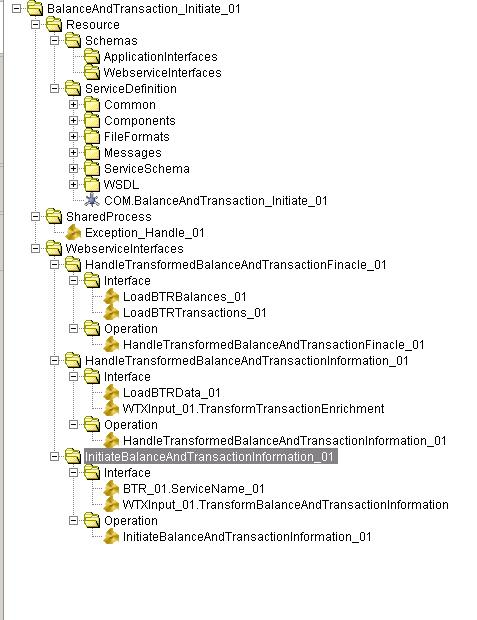 BalanceAndTransaction_Initiate_01
Resource
Schemas
ApplicationInterfaces
WebserviceInterfaces
ServiceDefinition
Common
Components
FileFormats
Messages
ServiceSchema
WSDL
COM.BalanceAndTransaction_Initiate_01
SharedProcess
Exception_Handle_01
WebserviceInterfaces
HandleTransformedBalanceAndTransactionFinacle_01
Interface
LoadBTRBalances_01
LoadBTRTransactions_01
Operation
HandleTransformedBalanceAndTransactionFinacle_01
HandleTransformedBalanceAndTransactionInformation_01
Interface
LoadBTRData_01
WTXInput_01.TransformTransactionEnrichment
Operation
HandleTransformedBalanceAndTransactionInformation_01
InitiateBalanceAndTransactionInformation_01
Interface
BTR_01.ServiceName_01
WTXInput_01.TransformBalanceAndTransactionInformation
Operation
InitiateBalanceAndTransactionInformation_01